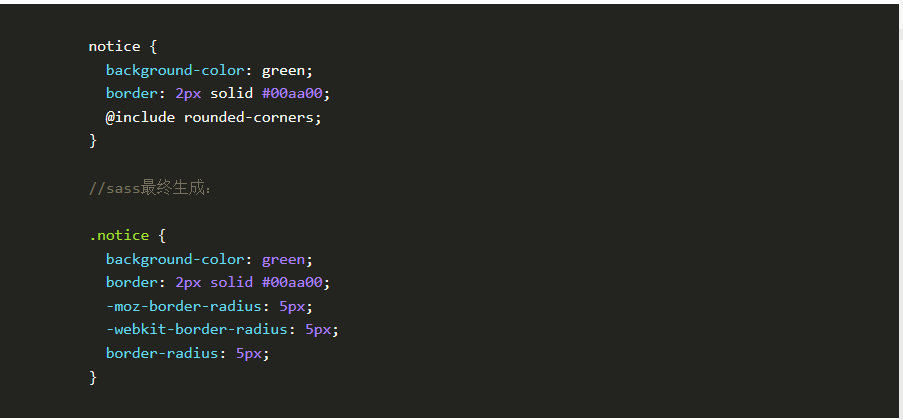 notice {
background-color: green;
border: 2px solid #00aa00;
@include rounded-corners;
}
//sass最终生成：
.notice {
background-color: green;
border: 2px solid #00aa00;
-moz-border-radius: 5px;
-webkit-border-radius: 5px;
border-radius: 5px;
}